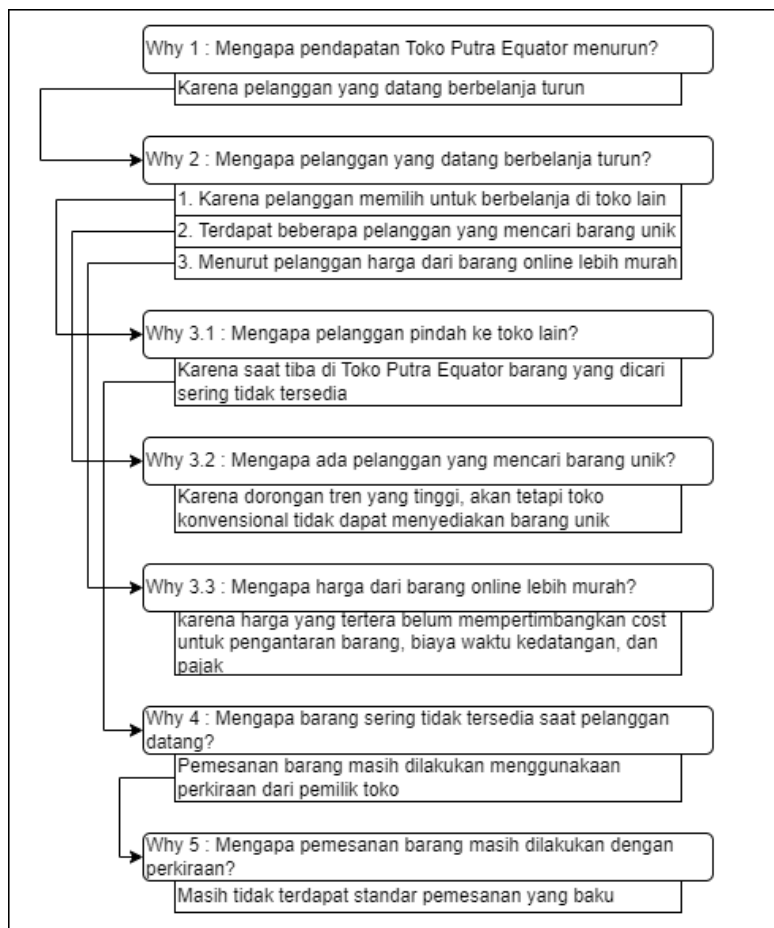 Why 1 : Mengapa pendapatan Toko Putra Equator menurun?
Karena pelanggan yang datang berbelanja turun
Why 2 : Mengapa pelanggan yang datang berbelanja turun?
1. Karena pelanggan memilih untuk berbelanja di toko lain
2. Terdapat beberapa pelanggan yang mencari barang unik
3. Menurut pelanggan harga dari barang online lebih murah
Why 3.1 : Mengapa pelanggan pindah ke toko lain?
Karena saat tiba di Toko Putra Equator barang yang dicari
sering tidak tersedia
Why 3.2 : Mengapa ada pelanggan yang mencari barang unik?
Karena dorongan tren yang tinggi, akan tetapi toko
konvensional tidak dapat menyediakan barang unik
Why 3.3 : Mengapa harga dari barang online lebih murah?
karena harga yang tertera belum mempertimbangkan cost
untuk pengantaran barang, biaya waktu kedatangan, dan
pajak
Why 4 : Mengapa barang sering tidak tersedia saat pelanggan
datang?
Pemesanan barang masih dilakukan menggunakaan
perkiraan dari pemilik toko
Why 5 : Mengapa pemesanan barang masih dilakukan dengan
perkiraan?
Masih tidak terdapat standar pemesanan yang baku